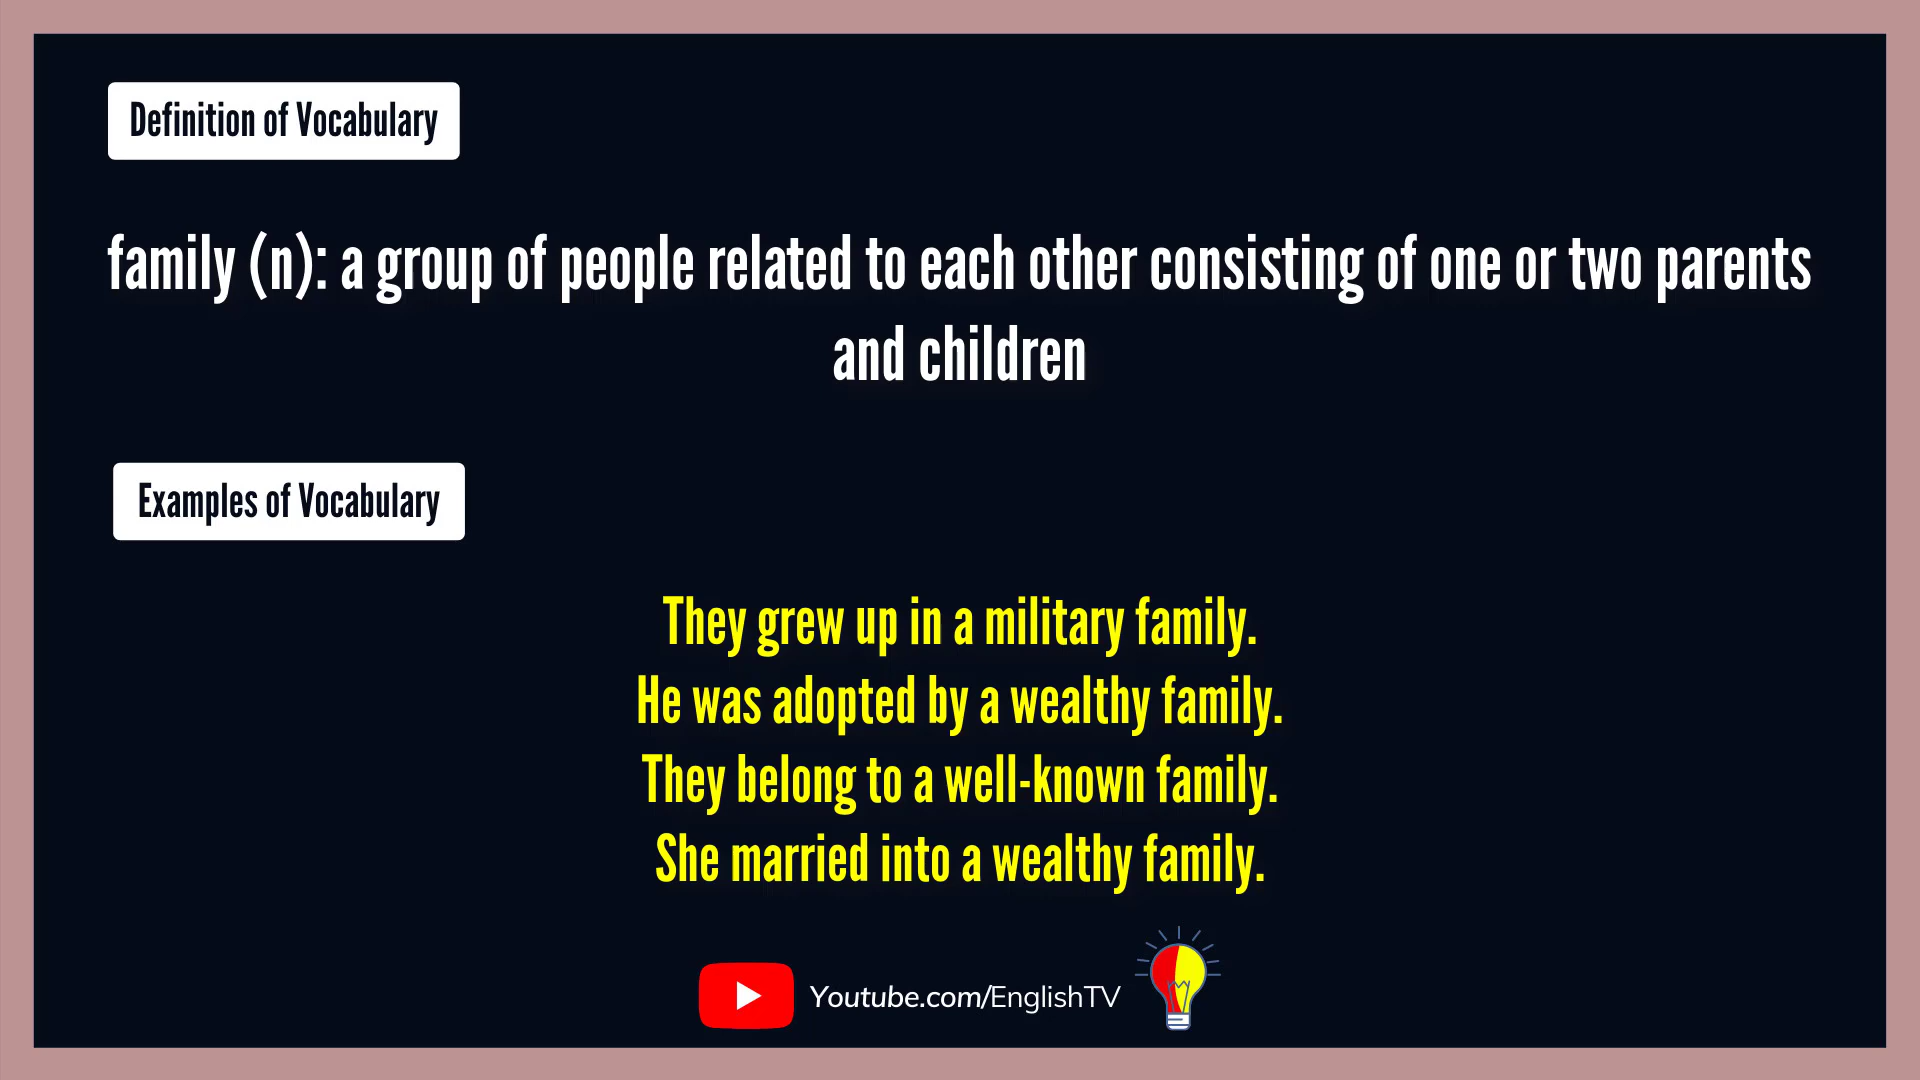 Definition of Vocabulary
family (n): a group of people related to each other consisting of one or two parents
and children
Examples of Vocabulary
They grew up in a military family.
He was adopted by a wealthy family.
They belong to a well-known family.
She married into a wealthy family.
Youtube.com/EnglishTV